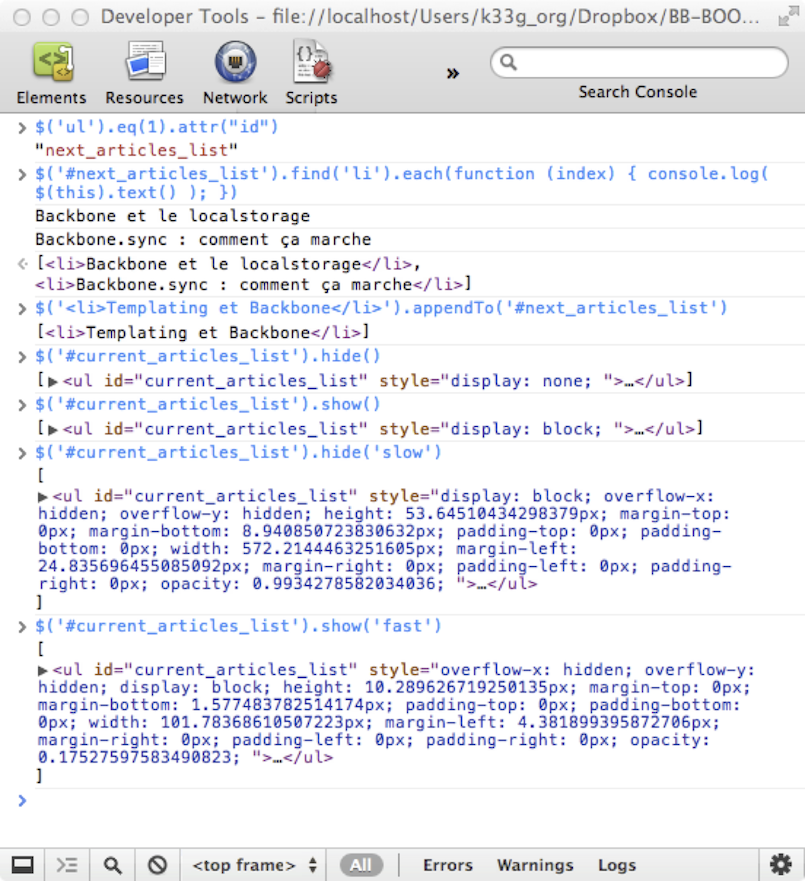 Developer Tools - file://localhost/Users/k33g_org/Dropbox/BB-BOO...
Elements Resources Network Scripts » Search Console
> $('ul').eq(1).attr("id")
"next_articles_list"
> $('#next_articles_list').find('li').each(function (index) { console.log(
$(this).text() ); })
Backbone et le localstorage
Backbone.sync : comment ça marche
[<li>Backbone et le localstorage</li>,
<li>Backbone.sync : comment ça marche</li>]
> $('<li>Templating et Backbone</li>').appendTo('#next_articles_list')
[<li>Templating et Backbone</li>]
> $('#current_articles_list').hide()
[▶<ul id="current_articles_list" style="display: none; ">…</ul>]
> $('#current_articles_list').show()
[▶<ul id="current_articles_list" style="display: block; ">…</ul>]
> $('#current_articles_list').hide('slow')
[
▶<ul id="current_articles_list" style="display: block; overflow-x:
hidden; overflow-y: hidden; height: 53.64510434298379px; margin-top:
0px; margin-bottom: 8.940850723830632px; padding-top: 0px; padding-
bottom: 0px; width: 572.2144463251605px; margin-left:
24.835696455085092px; margin-right: 0px; padding-left: 0px; padding-
right: 0px; opacity: 0.9934278582034036; ">…</ul>
]
> $('#current_articles_list').show('fast')
[
▶<ul id="current_articles_list" style="overflow-x: hidden; overflow-y:
hidden; display: block; height: 10.289626719250135px; margin-top: 0px;
margin-bottom: 1.577483782514174px; padding-top: 0px; padding-bottom:
0px; width: 101.78368610507223px; margin-left: 4.381899395872706px;
margin-right: 0px; padding-left: 0px; padding-right: 0px; opacity:
0.17527597583490823; ">…</ul>
]
>
<top frame> All Errors Warnings Logs